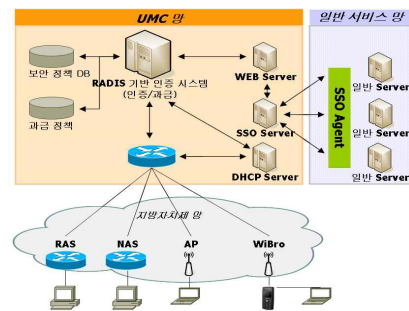 UMC 망
일반 서비스 망
보안 정책 DB
RADIS 기반 인증 시스템
(인증/과금)
WEB Server
일반 Server
과금 정책
SSO Server
SSO Agent
일반 Server
DHCP Server
일반 Server
지방자치체 망
RAS
NAS
AP
WiBro